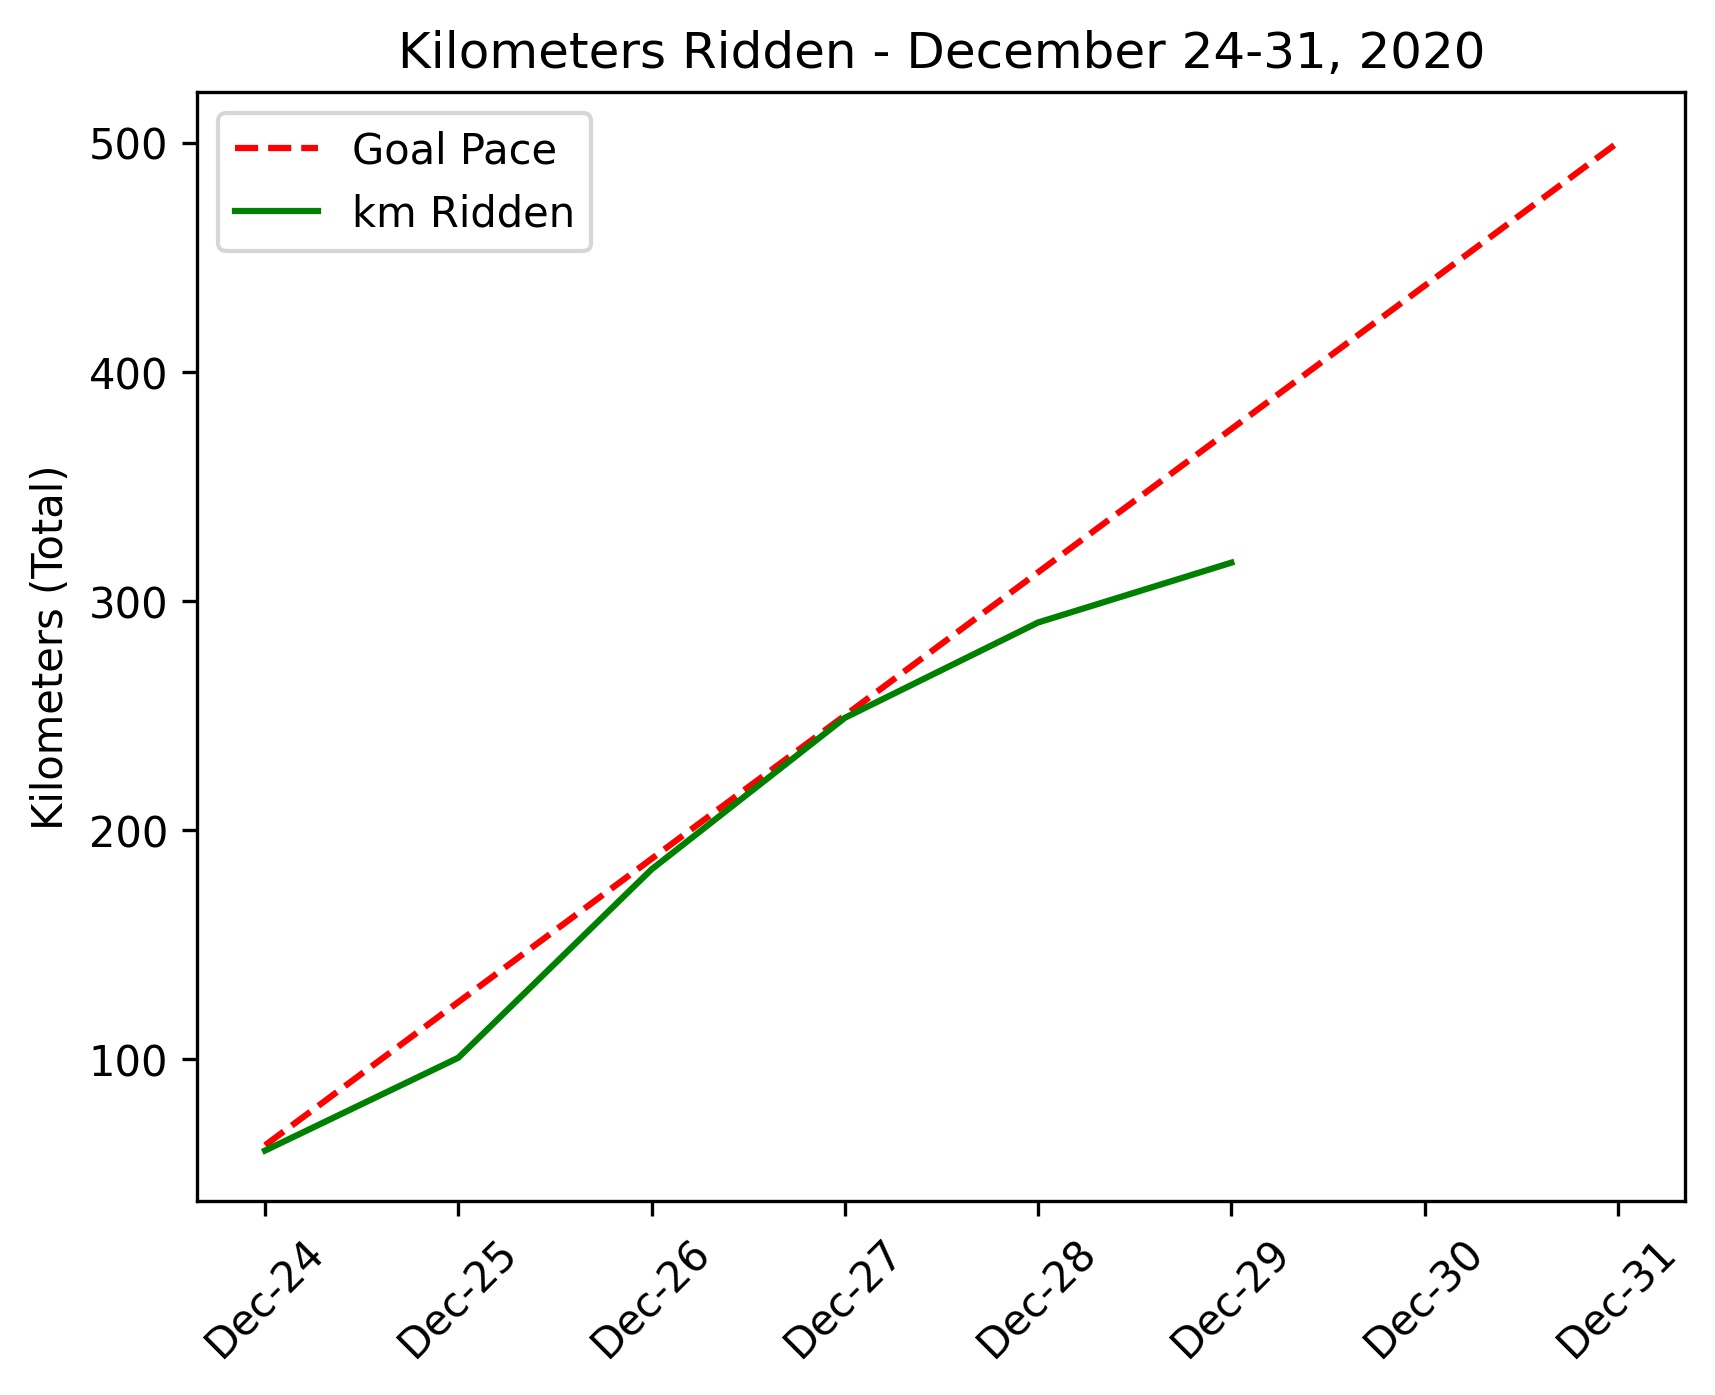 Kilometers Ridden - December 24-31, 2020
Goal Pace
km Ridden
Kilometers (Total)
500
400
300
200
100
Dec-24
Dec-25
Dec-26
Dec-27
Dec-28
Dec-29
Dec-30
Dec-31